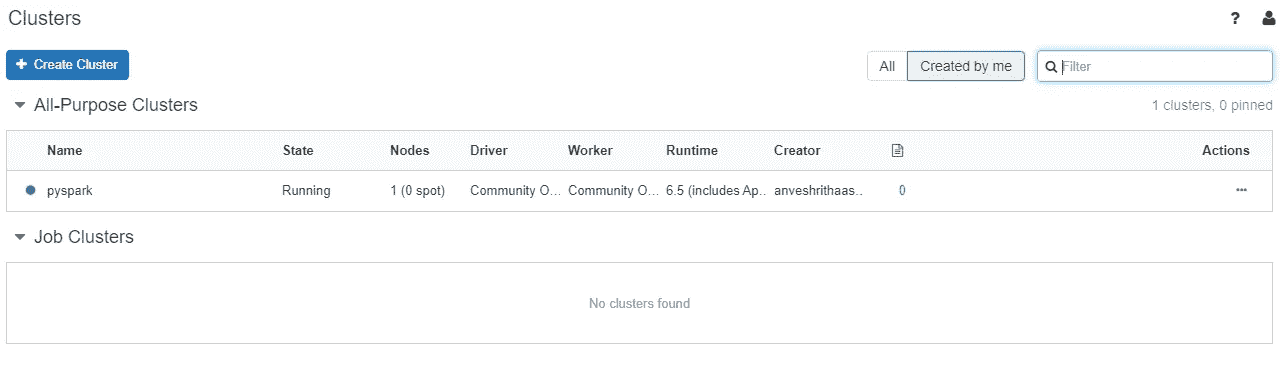 Clusters ?
+ Create Cluster All Created by me Filter
All-Purpose Clusters 1 clusters, 0 pinned
Name State Nodes Driver Worker Runtime Creator Actions
pyspark Running 1 (0 spot) Community O... Community O... 6.5 (includes Ap.. anveshrithaas.. 0 ...
Job Clusters
No clusters found